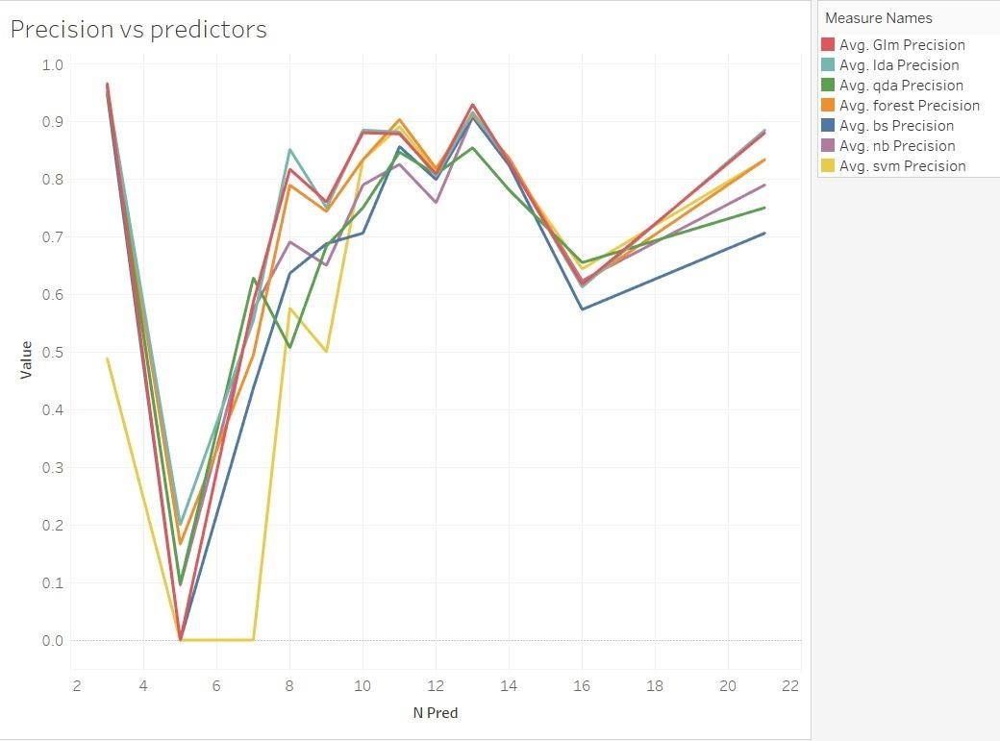 Precision vs predictors
Measure Names
Avg. Glm Precision
Avg. lda Precision
Avg. qda Precision
Avg. forest Precision
Avg. bs Precision
Avg. nb Precision
Avg. svm Precision
1.0
0.9
0.8
0.7
0.6
0.5
0.4
0.3
0.2
0.1
0.0
Value
2 4 6 8 10 12 14 16 18 20 22
N Pred